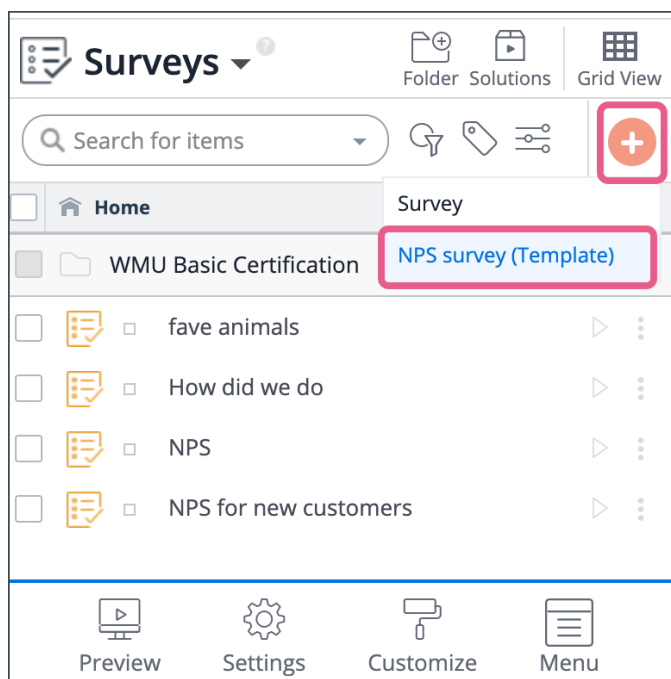 Surveys
Folder Solutions Grid View
Search for items
Home
Survey
WMU Basic Certification
NPS survey (Template)
fave animals
How did we do
NPS
NPS for new customers
Preview Settings Customize Menu